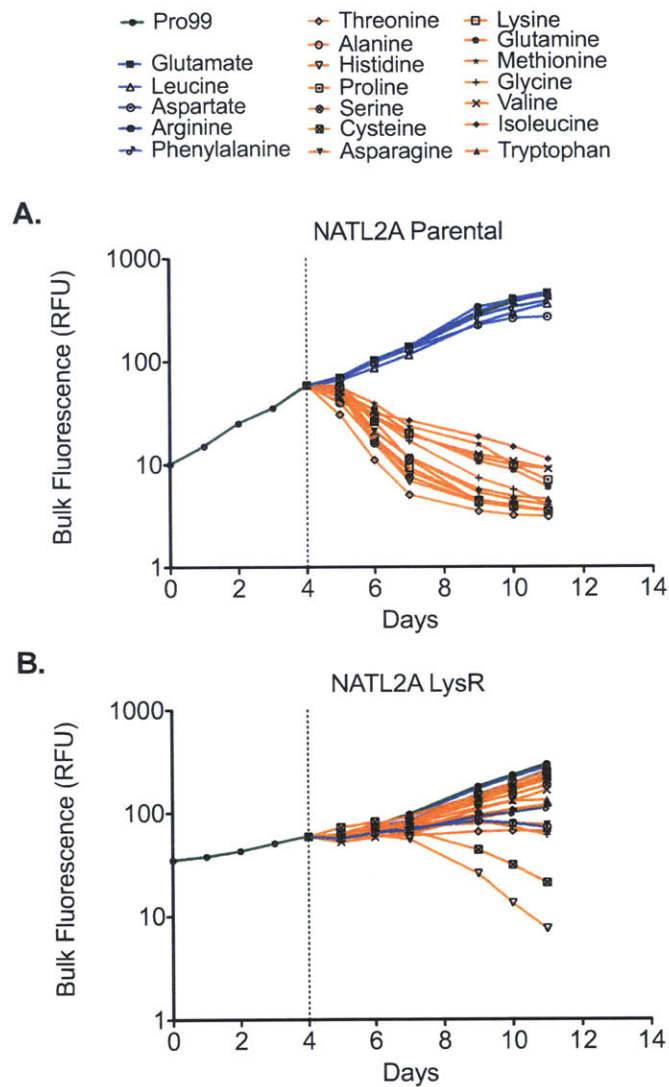 Pro99
Glutamate
Leucine
Aspartate
Arginine
Phenylalanine
Threonine
Alanine
Histidine
Proline
Serine
Cysteine
Asparagine
Lysine
Glutamine
Methionine
Glycine
Valine
Isoleucine
Tryptophan
A.
NATL2A Parental
Bulk Fluorescence (RFU)
1000
100
10
1
0 2 4 6 8 10 12 14
Days
B.
NATL2A LysR
Bulk Fluorescence (RFU)
1000
100
10
1
0 2 4 6 8 10 12 14
Days